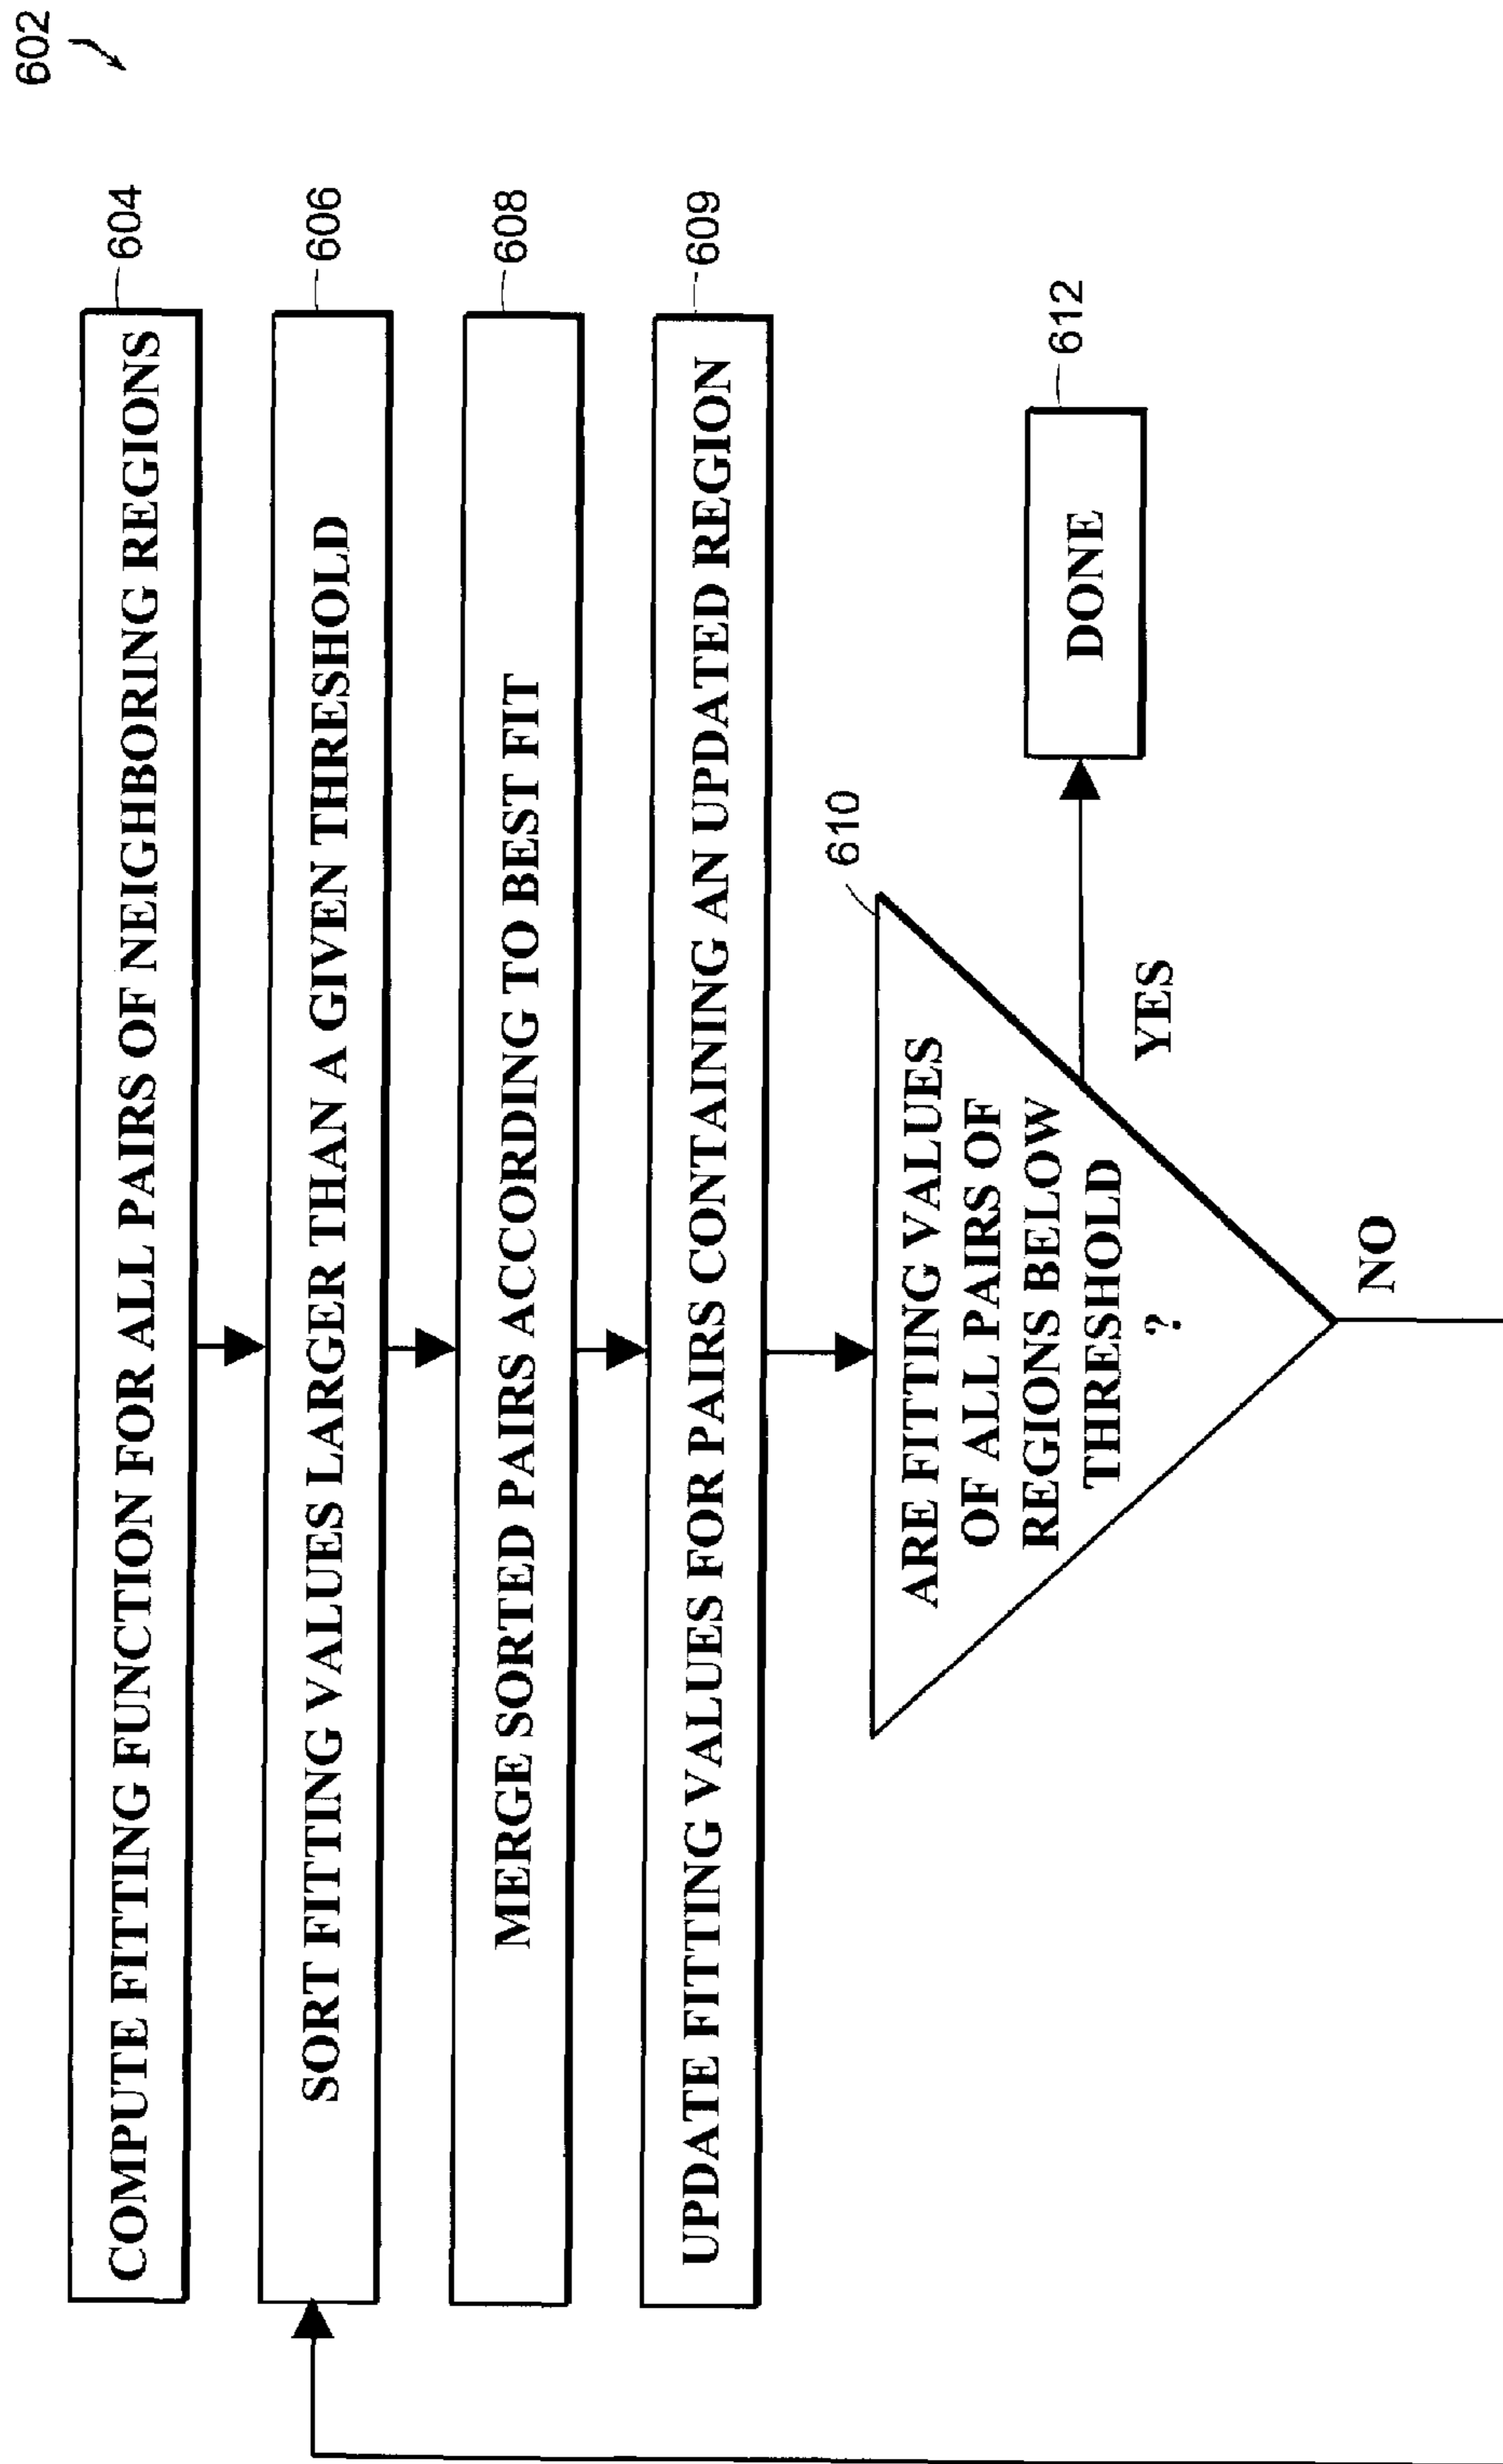 602
COMPUTE FITTING FUNCTION FOR ALL PAIRS OF NEIGHBORING REGIONS
604
SORT FITTING VALUES LARGER THAN A GIVEN THRESHOLD
606
MERGE SORTED PAIRS ACCORDING TO BEST FIT
608
UPDATE FITTING VALUES FOR PAIRS CONTAINING AN UPDATED REGION
609
610
ARE FITTING VALUES
OF ALL PAIRS OF
REGIONS BELOW
THRESHOLD
?
YES
DONE
612
NO